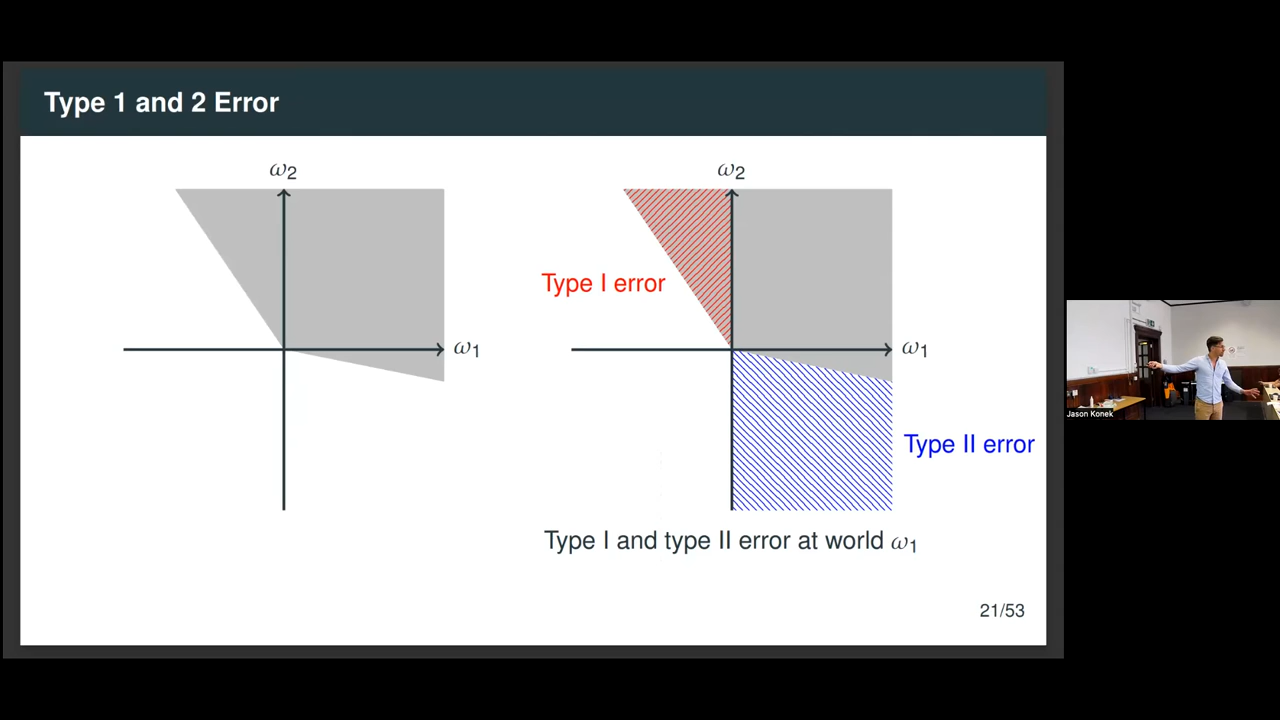 Type 1 and 2 Error
ω2
ω1
ω2
Type I error
ω1
Type II error
Type I and type II error at world ω1
21/53
Jason Konek